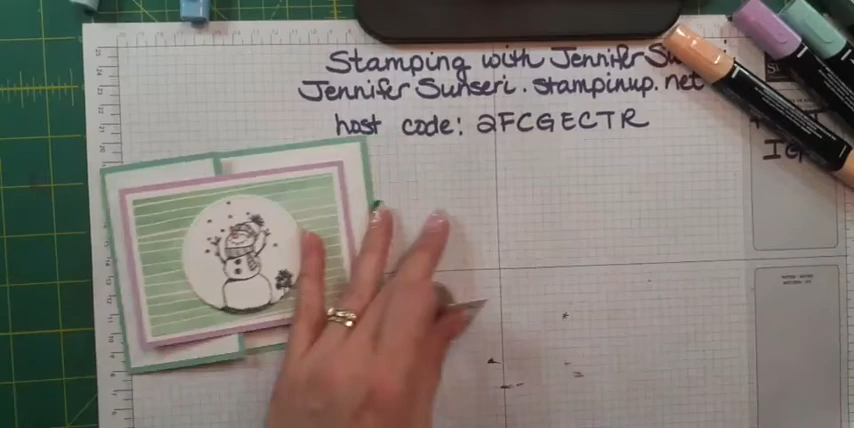 Stamping with Jennifer
Jennifer Sunseri.stampinup.net
host code: 2FCGECTR